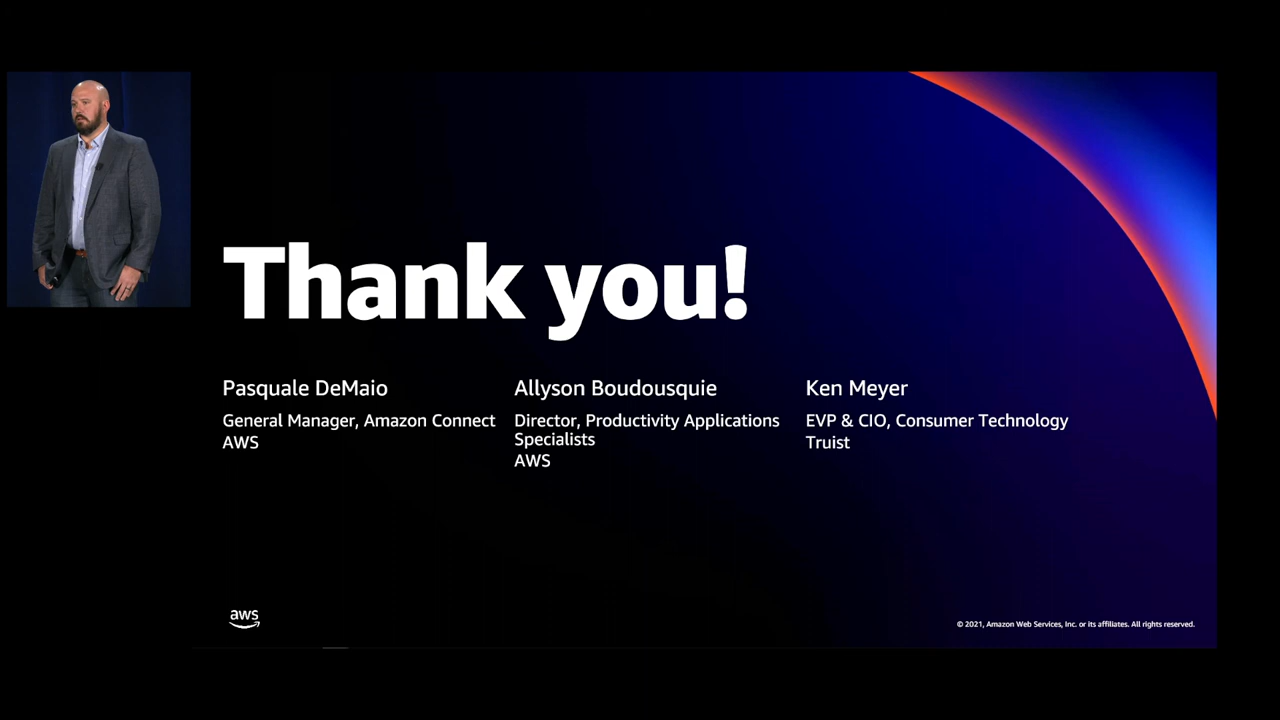 Thank you!
Pasquale DeMaio
General Manager, Amazon Connect
AWS
Allyson Boudousquie
Director, Productivity Applications
Specialists
AWS
Ken Meyer
EVP & CIO, Consumer Technology
Truist
aws
© 2021, Amazon Web Services, Inc. or its affiliates. All rights reserved.